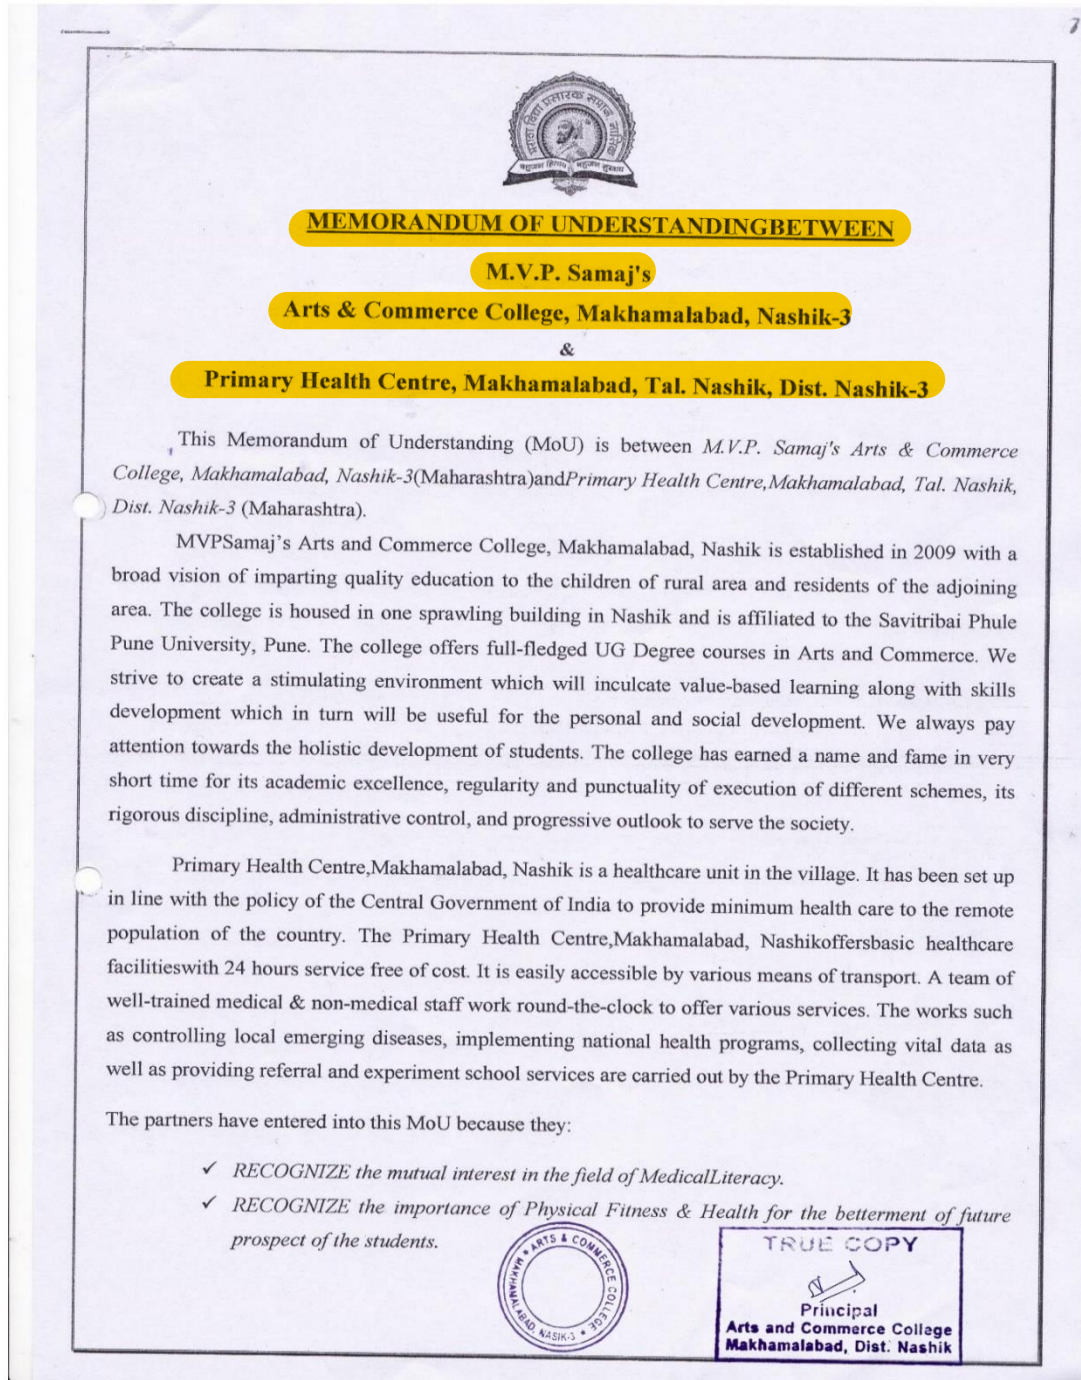 7
मराठा विद्या प्रसारक समाज, नाशिक
बहुजन हिताय बहुजन सुखाय
MEMORANDUM OF UNDERSTANDINGBETWEEN
M.V.P. Samaj's
Arts & Commerce College, Makhamalabad, Nashik-3
&
Primary Health Centre, Makhamalabad, Tal. Nashik, Dist. Nashik-3
This Memorandum of Understanding (MoU) is between M.V.P. Samaj's Arts & Commerce
College, Makhamalabad, Nashik-3(Maharashtra)andPrimary Health Centre,Makhamalabad, Tal. Nashik,
Dist. Nashik-3 (Maharashtra).
MVPSamaj's Arts and Commerce College, Makhamalabad, Nashik is established in 2009 with a
broad vision of imparting quality education to the children of rural area and residents of the adjoining
area. The college is housed in one sprawling building in Nashik and is affiliated to the Savitribai Phule
Pune University, Pune. The college offers full-fledged UG Degree courses in Arts and Commerce. We
strive to create a stimulating environment which will inculcate value-based learning along with skills
development which in turn will be useful for the personal and social development. We always pay
attention towards the holistic development of students. The college has earned a name and fame in very
short time for its academic excellence, regularity and punctuality of execution of different schemes, its
rigorous discipline, administrative control, and progressive outlook to serve the society.
Primary Health Centre,Makhamalabad, Nashik is a healthcare unit in the village. It has been set up
in line with the policy of the Central Government of India to provide minimum health care to the remote
population of the country. The Primary Health Centre,Makhamalabad, Nashikoffersbasic healthcare
facilitieswith 24 hours service free of cost. It is easily accessible by various means of transport. A team of
well-trained medical & non-medical staff work round-the-clock to offer various services. The works such
as controlling local emerging diseases, implementing national health programs, collecting vital data as
well as providing referral and experiment school services are carried out by the Primary Health Centre.
The partners have entered into this MoU because they:
✓ RECOGNIZE the mutual interest in the field of MedicalLiteracy.
✓ RECOGNIZE the importance of Physical Fitness & Health for the betterment of future
prospect of the students.
ARTS & COMMERCE COLLEGE
MAKHAMALABAD, NASIK-3
TRUE COPY
Principal
Arts and Commerce College
Makhamalabad, Dist. Nashik